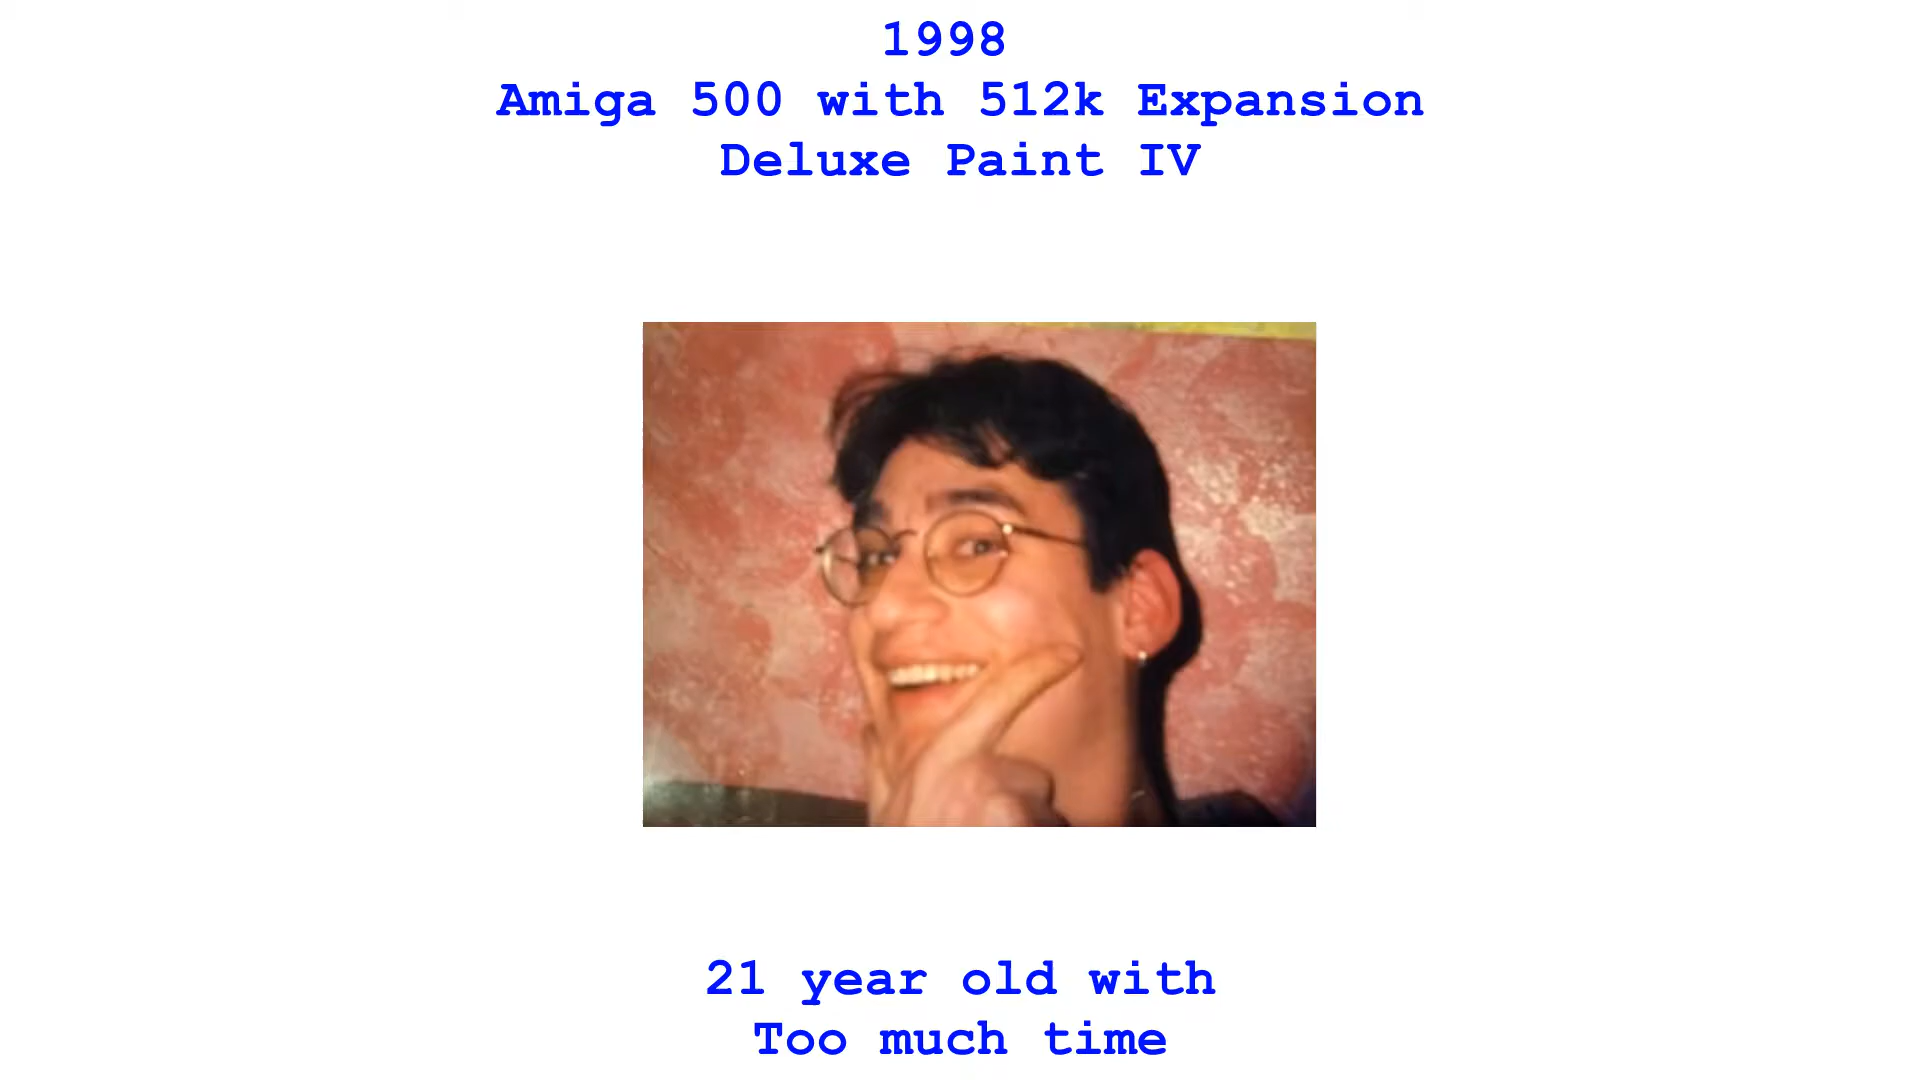 1998
Amiga 500 with 512k Expansion
Deluxe Paint IV
21 year old with
Too much time